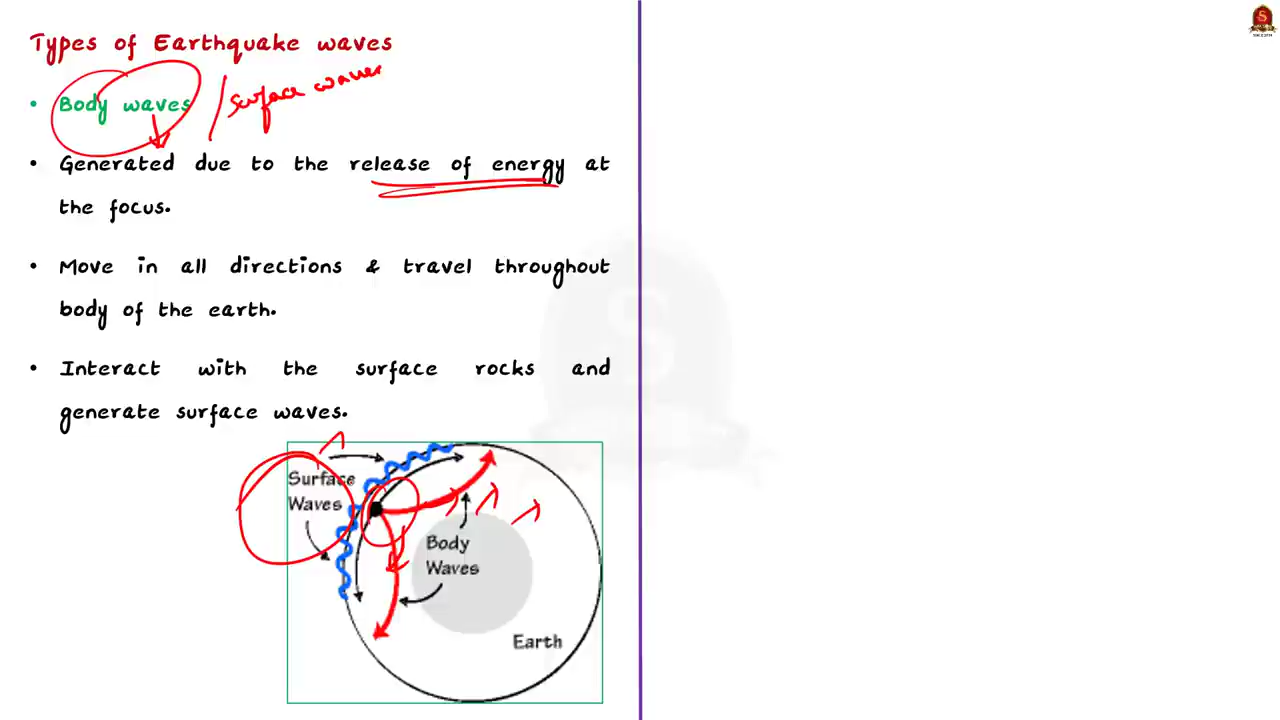 Types of Earthquake waves
• Body waves / Surface waves
• Generated due to the release of energy at
the focus.
• Move in all directions & travel throughout
body of the earth.
• Interact with the surface rocks and
generate surface waves.
Surface
Waves
Body
Waves
Earth
S